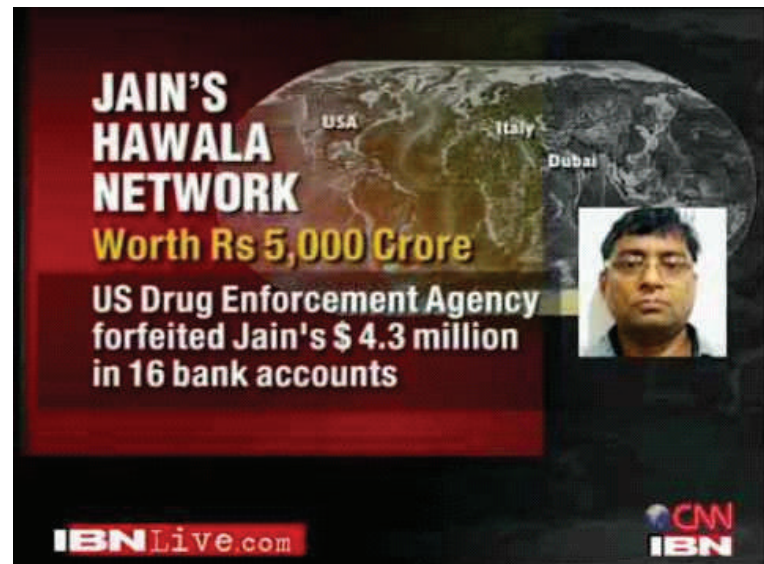 JAIN'S
HAWALA
NETWORK
Worth Rs 5,000 Crore
US Drug Enforcement Agency
forfeited Jain's $ 4.3 million
in 16 bank accounts
USA
Italy
Dubai
IBNLive.com
CNN
IBN